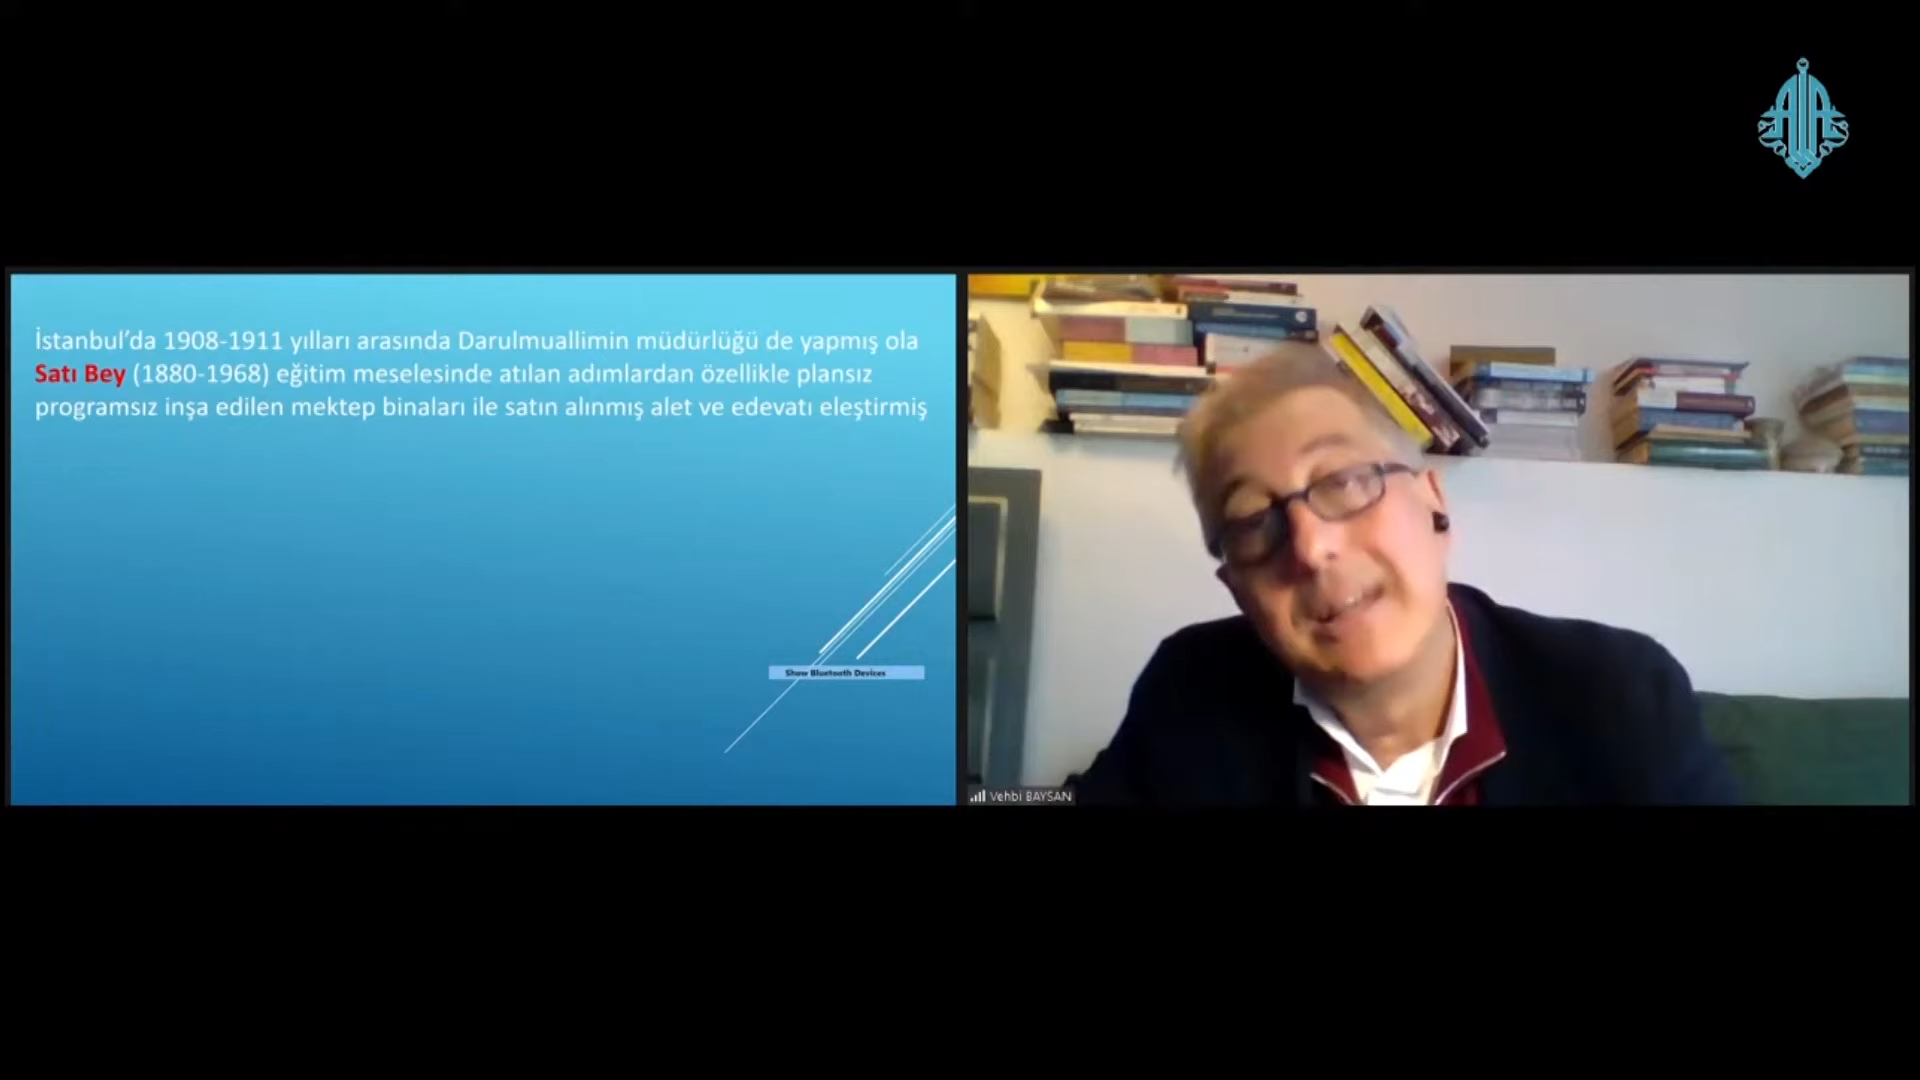 İstanbul’da 1908-1911 yılları arasında Darulmuallimin müdürlüğü de yapmış ola
Satı Bey (1880-1968) eğitim meselesinde atılan adımlardan özellikle plansız
programsız inşa edilen mektep binaları ile satın alınmış alet ve edevatı eleştirmiş
Show Bluetooth Devices
Vehbi BAYSAN